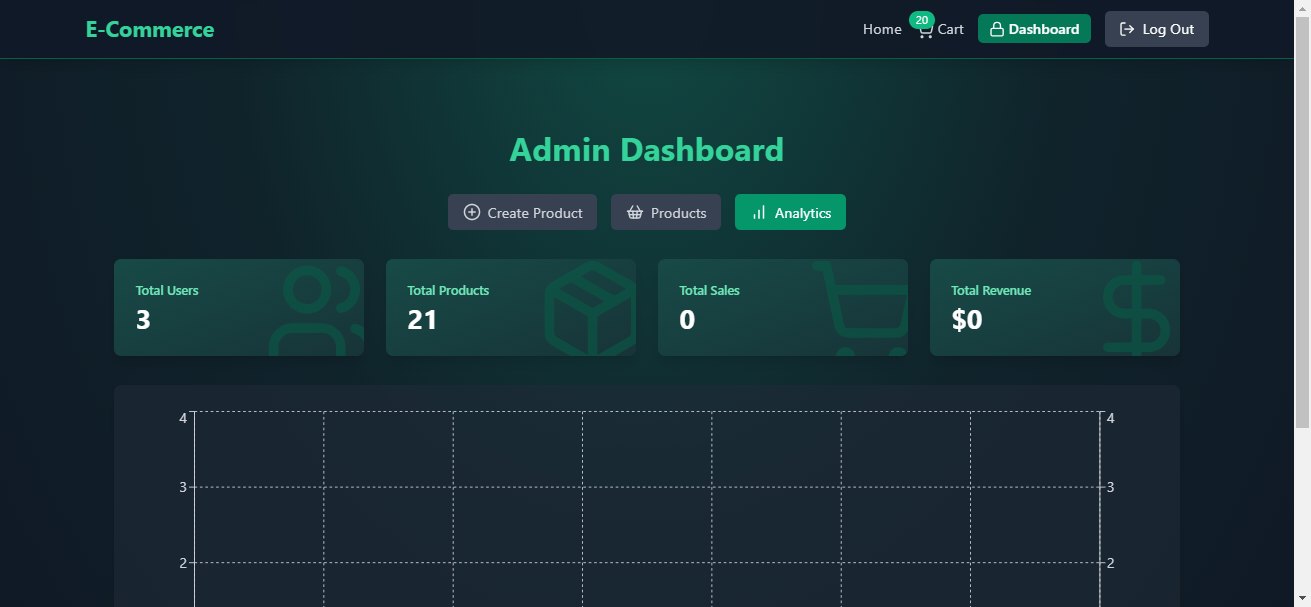 E-Commerce
Home 20 Cart Dashboard Log Out
Admin Dashboard
Create Product Products Analytics
Total Users Total Products Total Sales Total Revenue
3 21 0 $0
4 4
3 3
2 2